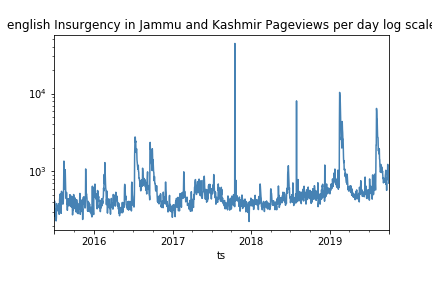 english Insurgency in Jammu and Kashmir Pageviews per day log scale
10⁴
10³
2016 2017 2018 2019
ts